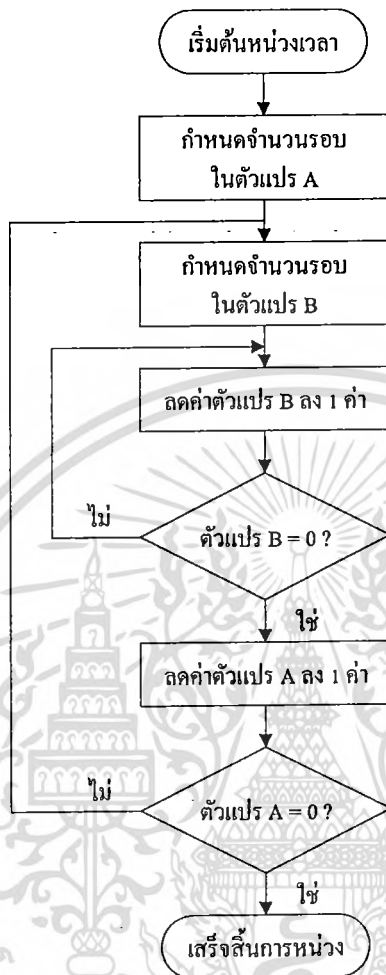 เริ่มต้นหน่วงเวลา
กำหนดจำนวนรอบ
ในตัวแปร A
กำหนดจำนวนรอบ
ในตัวแปร B
ลดค่าตัวแปร B ลง 1 ค่า
ไม่
ตัวแปร B = 0 ?
ใช่
ลดค่าตัวแปร A ลง 1 ค่า
ไม่
ตัวแปร A = 0 ?
ใช่
เสร็จสิ้นการหน่วง